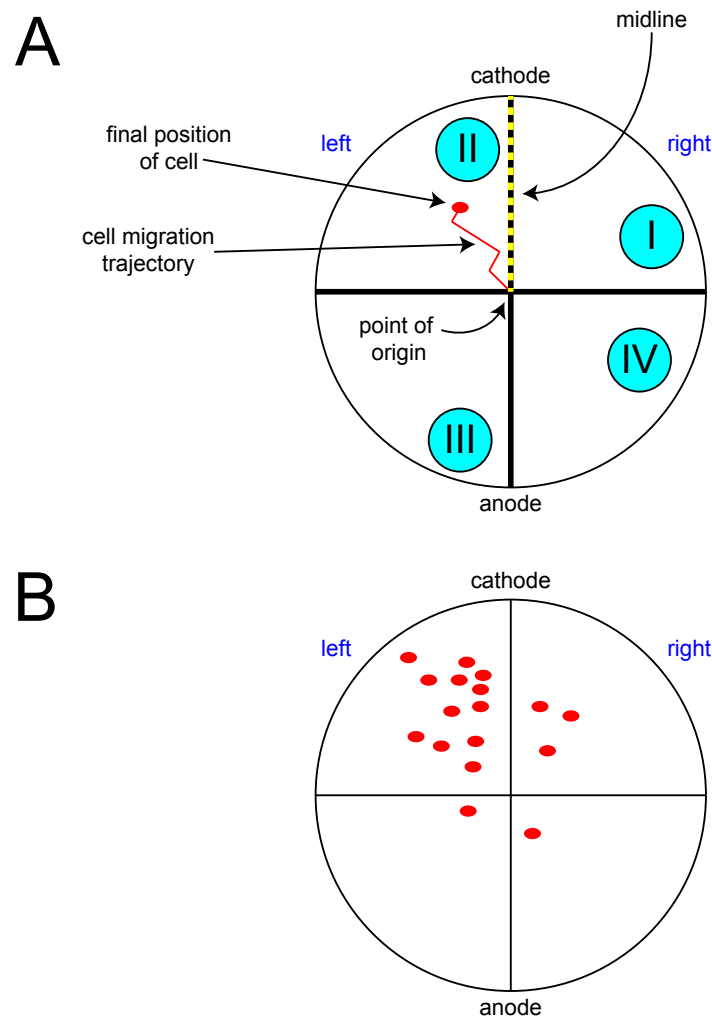 A
midline
cathode
left
right
final position
of cell
II
I
cell migration
trajectory
point of
origin
IV
III
anode
B
cathode
left
right
anode